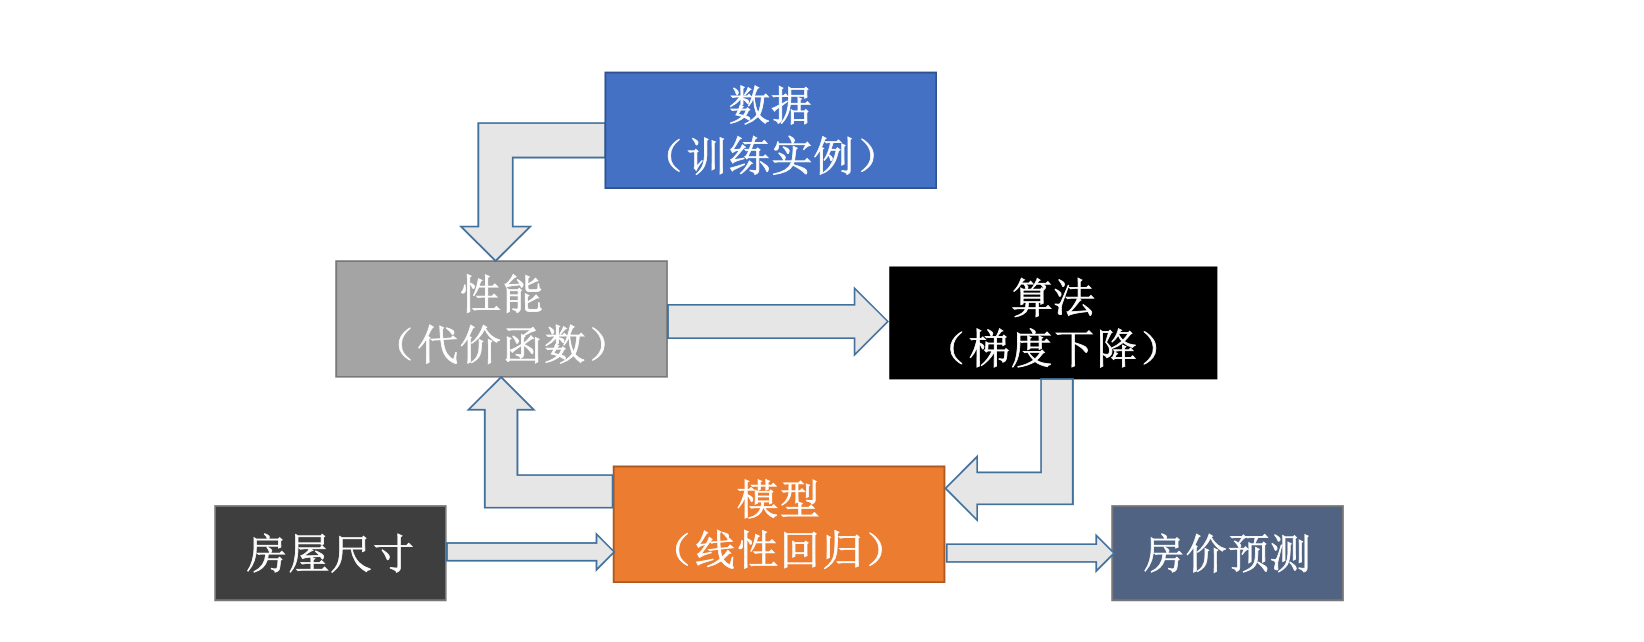 数据
（训练实例）
性能
（代价函数）
算法
（梯度下降）
模型
（线性回归）
房屋尺寸
房价预测